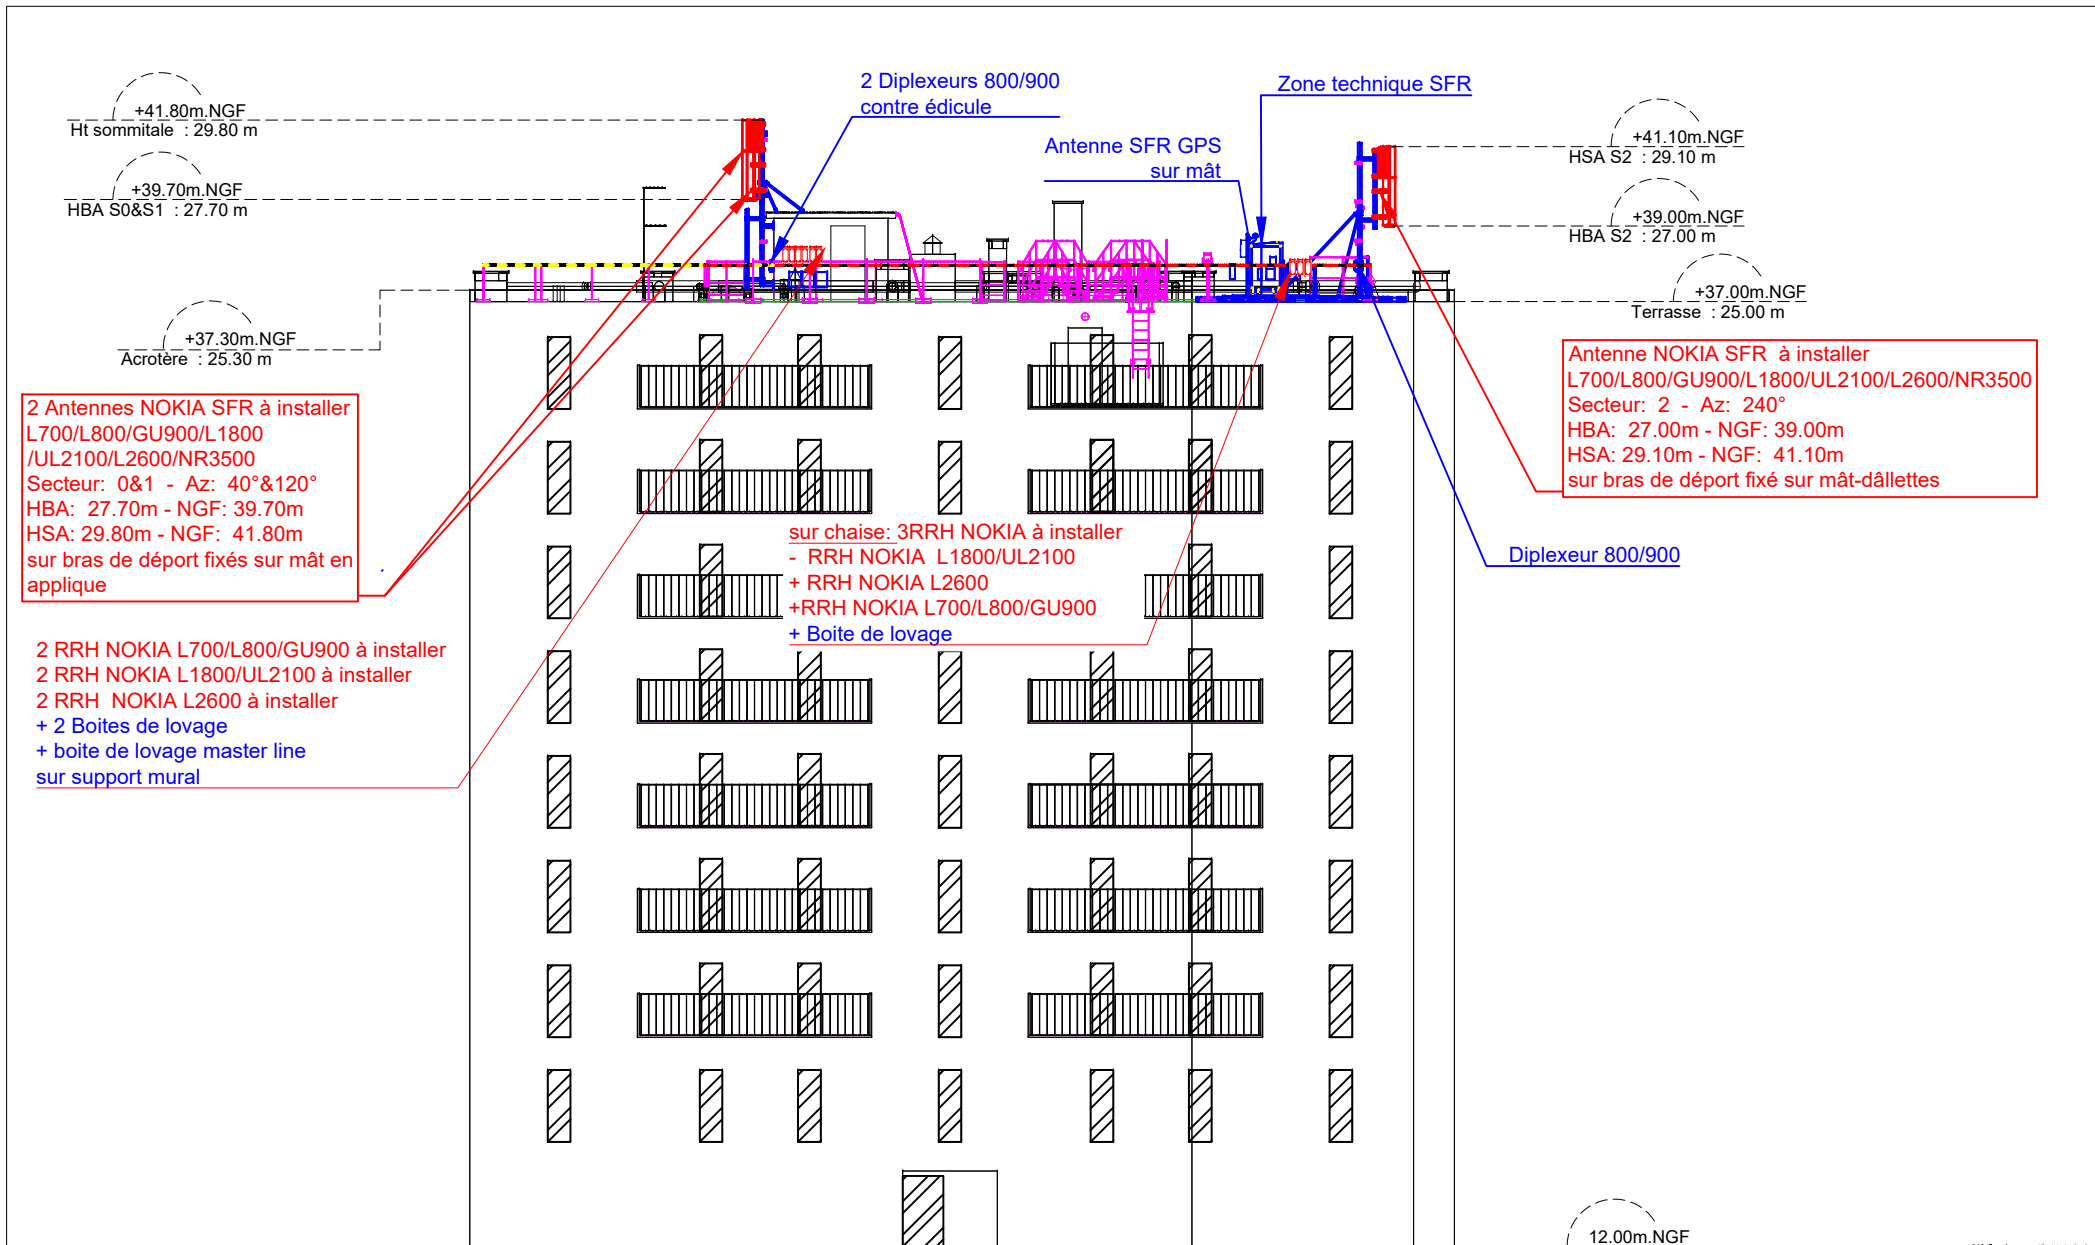 +41.80m.NGF
Ht sommitale : 29.80 m
+39.70m.NGF
HBA S0&S1 : 27.70 m
+37.30m.NGF
Acrotère : 25.30 m
2 Diplexeurs 800/900
contre édicule
Antenne SFR GPS
sur mât
Zone technique SFR
+41.10m.NGF
HSA S2 : 29.10 m
+39.00m.NGF
HBA S2 : 27.00 m
+37.00m.NGF
Terrasse : 25.00 m
2 Antennes NOKIA SFR à installer
L700/L800/GU900/L1800
/UL2100/L2600/NR3500
Secteur: 0&1 - Az: 40°&120°
HBA: 27.70m - NGF: 39.70m
HSA: 29.80m - NGF: 41.80m
sur bras de déport fixés sur mât en
applique
2 RRH NOKIA L700/L800/GU900 à installer
2 RRH NOKIA L1800/UL2100 à installer
2 RRH NOKIA L2600 à installer
+ 2 Boites de lovage
+ boite de lovage master line
sur support mural
sur chaise: 3RRH NOKIA à installer
- RRH NOKIA L1800/UL2100
+ RRH NOKIA L2600
+RRH NOKIA L700/L800/GU900
+ Boite de lovage
Antenne NOKIA SFR à installer
L700/L800/GU900/L1800/UL2100/L2600/NR3500
Secteur: 2 - Az: 240°
HBA: 27.00m - NGF: 39.00m
HSA: 29.10m - NGF: 41.10m
sur bras de déport fixé sur mât-dâllettes
Diplexeur 800/900
12.00m.NGF